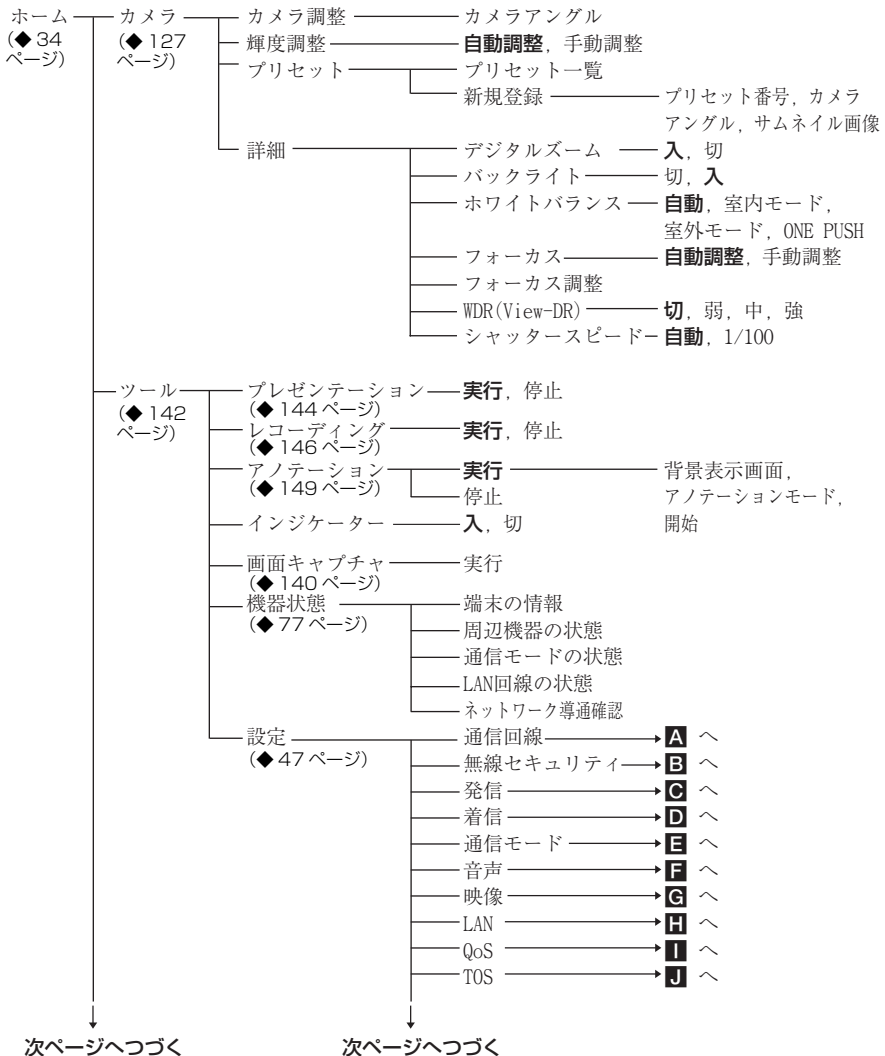 ホーム カメラ カメラ調整 カメラアングル
(◆ 34 ページ) (◆ 127 ページ) 輝度調整 自動調整, 手動調整
プリセット プリセット一覧
新規登録 プリセット番号, カメラ
アングル, サムネイル画像
詳細 デジタルズーム 入, 切
バックライト 切, 入
ホワイトバランス 自動, 室内モード,
室外モード, ONE PUSH
フォーカス 自動調整, 手動調整
フォーカス調整
WDR(View-DR) 切, 弱, 中, 強
シャッタースピード 自動, 1/100
ツール プレゼンテーション 実行, 停止
(◆ 142 ページ) (◆ 144 ページ)
レコーディング 実行, 停止
(◆ 146 ページ)
アノテーション 実行 背景表示画面,
(◆ 149 ページ) 停止 アノテーションモード,
インジケーター 入, 切 開始
画面キャプチャ 実行
(◆ 140 ページ)
機器状態 端末の情報
(◆ 77 ページ) 周辺機器の状態
通信モードの状態
LAN回線の状態
ネットワーク導通確認
設定 通信回線 A へ
(◆ 47 ページ) 無線セキュリティ B へ
発信 C へ
着信 D へ
通信モード E へ
音声 F へ
映像 G へ
LAN H へ
QoS I へ
TOS J へ
次ページへつづく 次ページへつづく